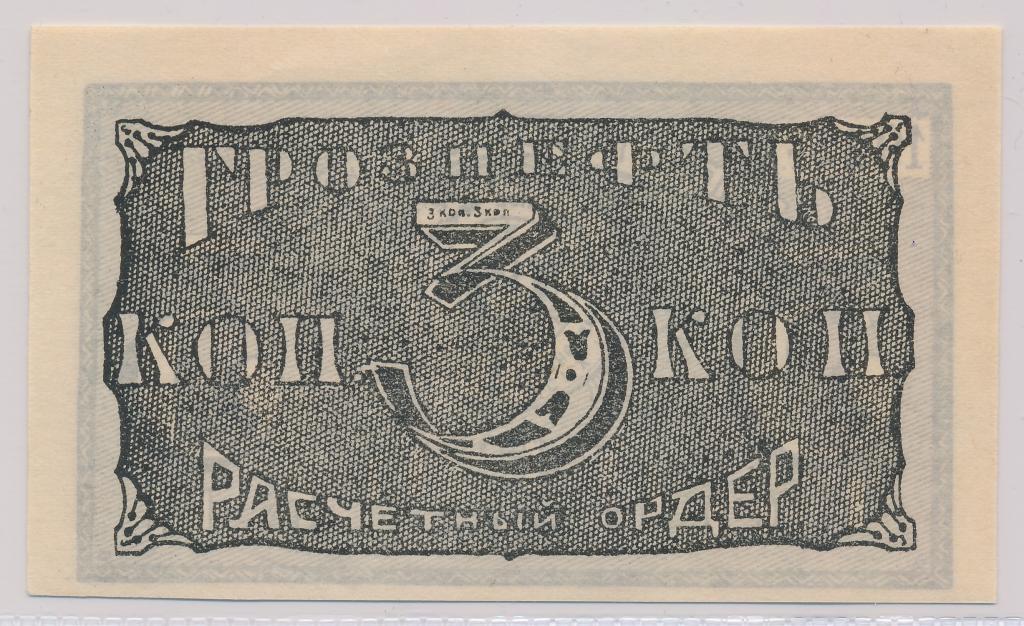 ГРОЗНЕФТЬ
3 коп. 3 коп
3
КОП. КОП
РАСЧЕТНЫЙ ОРДЕР